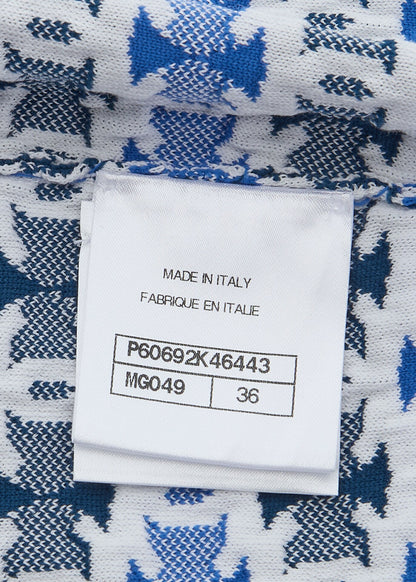 MADE IN ITALY
FABRIQUE EN ITALIE
P60692K46443
MG049 36